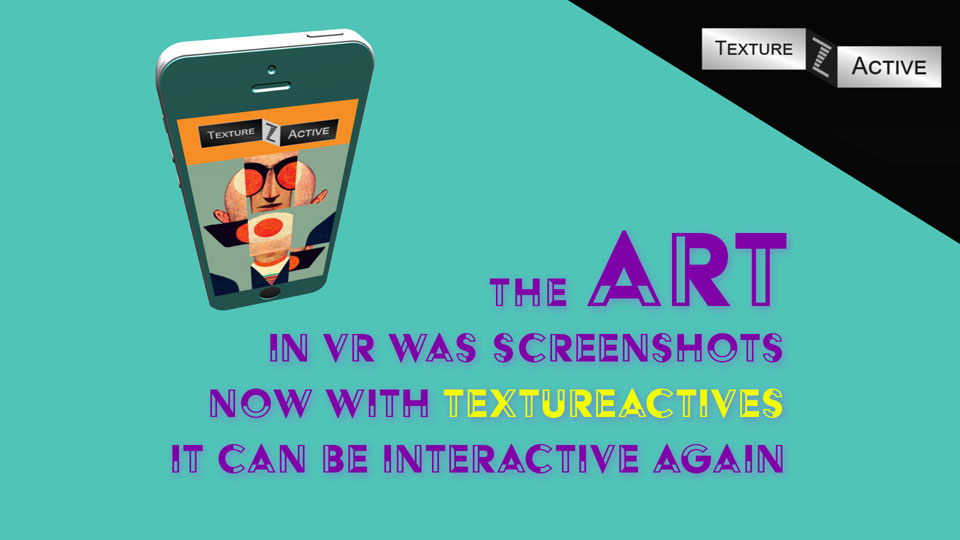 TEXTURE ACTIVE
TEXTURE ACTIVE
THE ART
IN VR WAS SCREENSHOTS
NOW WITH TEXTUREACTIVES
IT CAN BE INTERACTIVE AGAIN